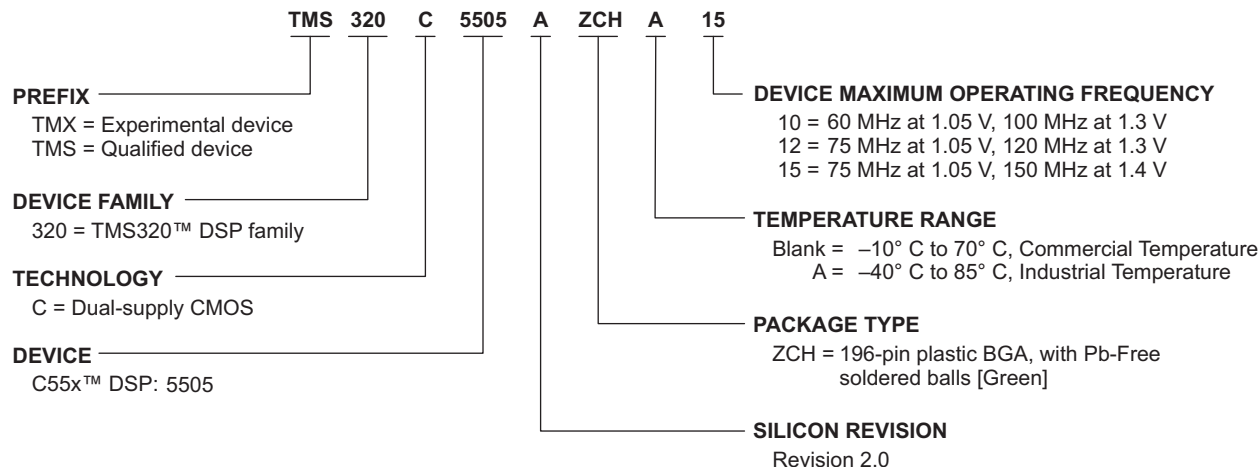 TMS 320 C 5505 A ZCH A 15
PREFIX
TMX = Experimental device
TMS = Qualified device
DEVICE FAMILY
320 = TMS320™ DSP family
TECHNOLOGY
C = Dual-supply CMOS
DEVICE
C55x™ DSP: 5505
DEVICE MAXIMUM OPERATING FREQUENCY
10 = 60 MHz at 1.05 V, 100 MHz at 1.3 V
12 = 75 MHz at 1.05 V, 120 MHz at 1.3 V
15 = 75 MHz at 1.05 V, 150 MHz at 1.4 V
TEMPERATURE RANGE
Blank = –10° C to 70° C, Commercial Temperature
A = –40° C to 85° C, Industrial Temperature
PACKAGE TYPE
ZCH = 196-pin plastic BGA, with Pb-Free
soldered balls [Green]
SILICON REVISION
Revision 2.0